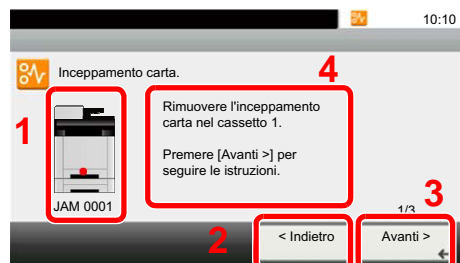 10:10
Inceppamento carta.
4
1
Rimuovere l'inceppamento
carta nel cassetto 1.
Premere [Avanti >] per
seguire le istruzioni.
JAM 0001
3
1/3
2
< Indietro
Avanti >